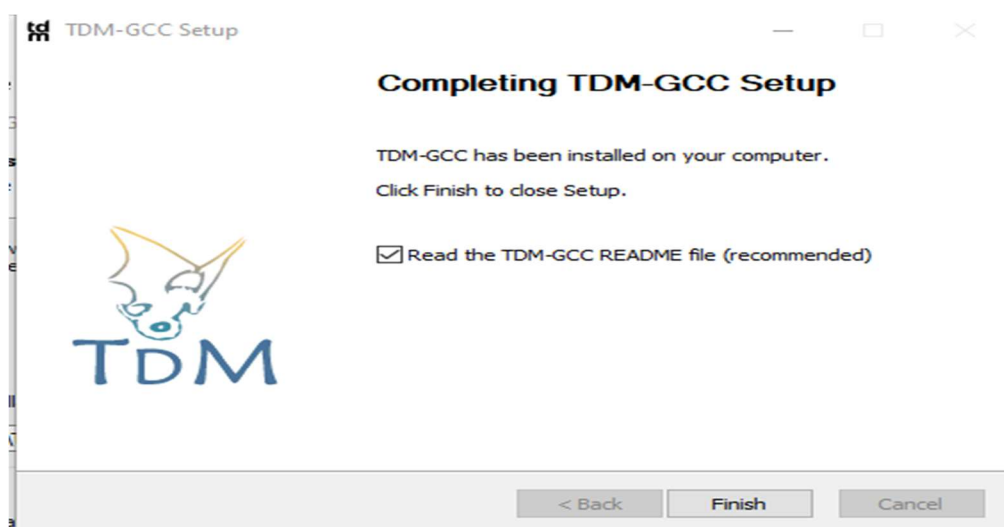 tdm TDM-GCC Setup
Completing TDM-GCC Setup
TDM-GCC has been installed on your computer.
Click Finish to close Setup.
Read the TDM-GCC README file (recommended)
TDM
< Back Finish Cancel